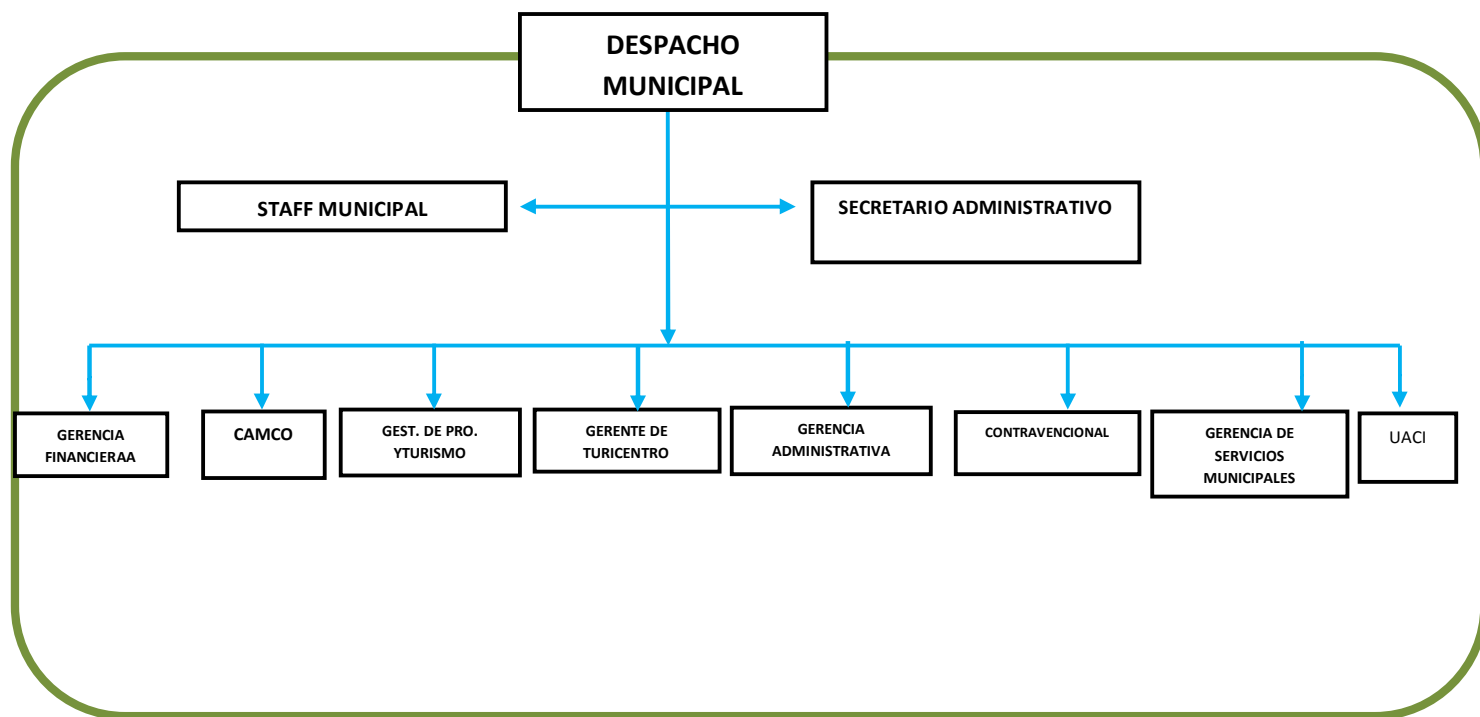 DESPACHO
MUNICIPAL
STAFF MUNICIPAL
SECRETARIO ADMINISTRATIVO
GERENCIA
FINANCIERAA
CAMCO
GEST. DE PRO.
YTURISMO
GERENTE DE
TURICENTRO
GERENCIA
ADMINISTRATIVA
CONTRAVENCIONAL
GERENCIA DE
SERVICIOS
MUNICIPALES
UACI